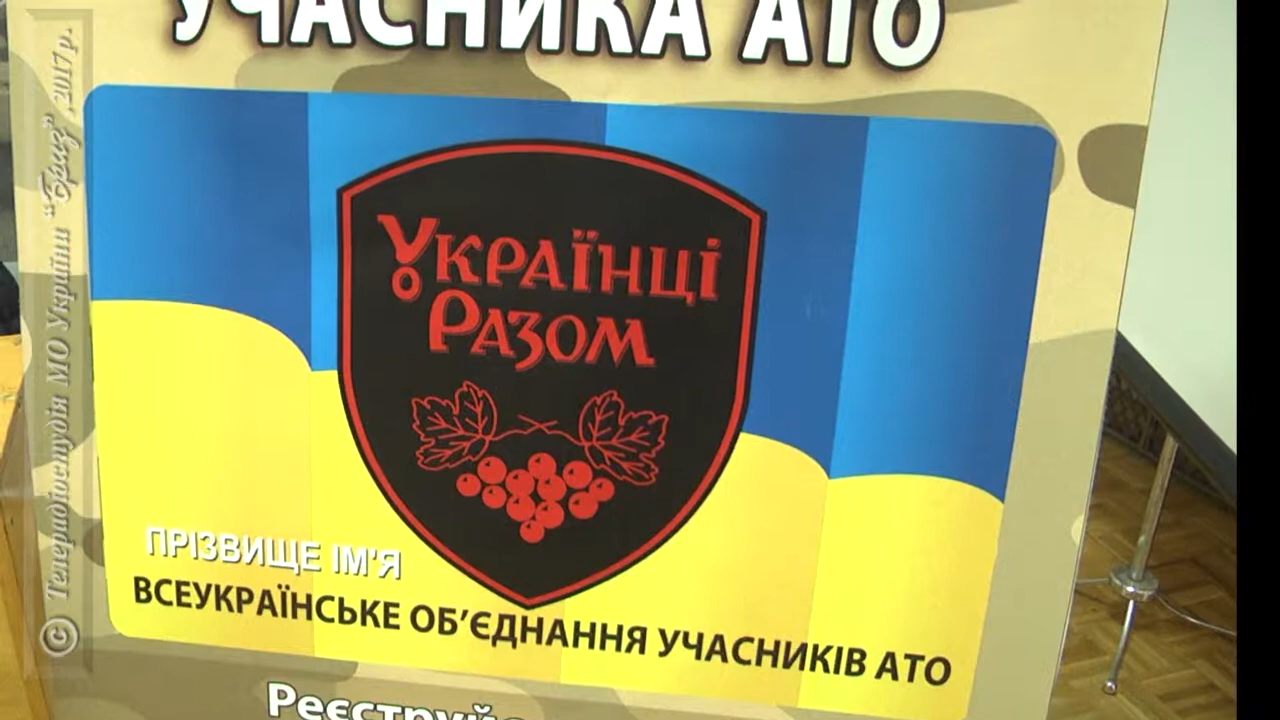 УЧАСНИКА АТО
Українці
Разом
ПРІЗВИЩЕ ІМ'Я
ВСЕУКРАЇНСЬКЕ ОБ’ЄДНАННЯ УЧАСНИКІВ АТО
© Телерадіостудія МО України “Бриз”, 2017р.